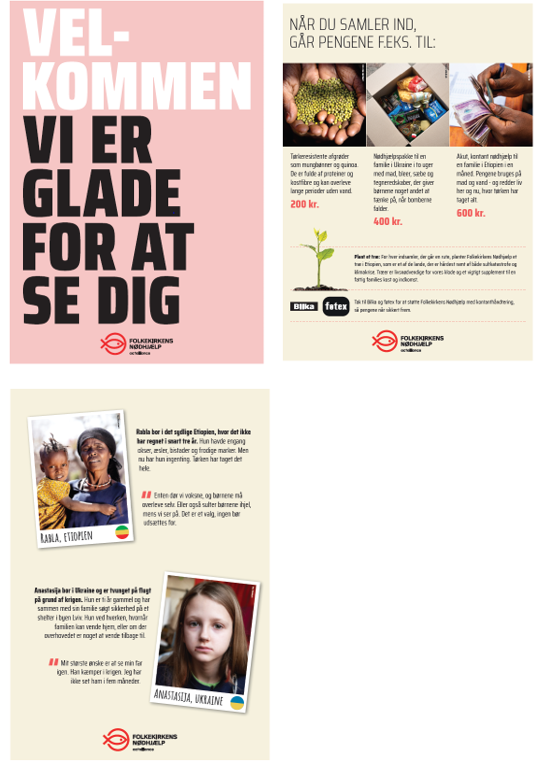 VEL-
KOMMEN
VI ER
GLADE
FOR AT
SE DIG
FOLKEKIRKENS
NØDHJÆLP
actalliance
NÅR DU SAMLER IND,
GÅR PENGENE F.EKS. TIL:
Tørkeresistente afgrøder
som mungbønner og quinoa.
De er fulde af proteiner og
kostfibre og kan overleve
lange perioder uden vand.
200 kr.
Nødhjælpspakke til en
familie i Ukraine i to uger
med mad, bleer, sæbe og
tegneredskaber, der giver
børnene noget andet at
tænke på, når bomberne
falder.
400 kr.
Akut, kontant nødhjælp til
en familie i Etiopien i en
måned. Pengene bruges på
mad og vand - og redder liv
her og nu, hvor tørken har
taget alt.
600 kr.
Plant et træ: For hver indsamler, der går en rute, planter Folkekirkens Nødhjælp et
træ i Etiopien, som er et af de lande, der er hårdest ramt af både sultkatastrofe og
klimakrise. Træer er livsnødvendige for vores klode og et vigtigt supplement til en
fattig families kost og indkomst.
Bilka
føtex
Tak til Bilka og føtex for at støtte Folkekirkens Nødhjælp med kontanthåndtering,
så pengene når sikkert frem.
FOLKEKIRKENS
NØDHJÆLP
actalliance
Rabla bor i det sydlige Etiopien, hvor det ikke
har regnet i snart tre år. Hun havde engang
okser, æsler, bistader og frodige marker. Men
nu har hun ingenting. Tørken har taget det
hele.
" Enten dør vi voksne, og børnene må
overleve selv. Eller også sulter børnene ihjel,
mens vi ser på. Det er et valg, ingen bør
udsættes for.
RABLA, ETIOPIEN
Anastasija bor i Ukraine og er tvunget på flugt
på grund af krigen. Hun er ti år gammel og har
sammen med sin familie søgt sikkerhed på et
shelter i byen Lviv. Hun ved hverken, hvornår
familien kan vende hjem, eller om der
overhovedet er noget at vende tilbage til.
" Mit største ønske er at se min far
igen. Han kæmper i krigen. Jeg har
ikke set ham i fem måneder.
ANASTASIJA, UKRAINE
FOLKEKIRKENS
NØDHJÆLP
actalliance